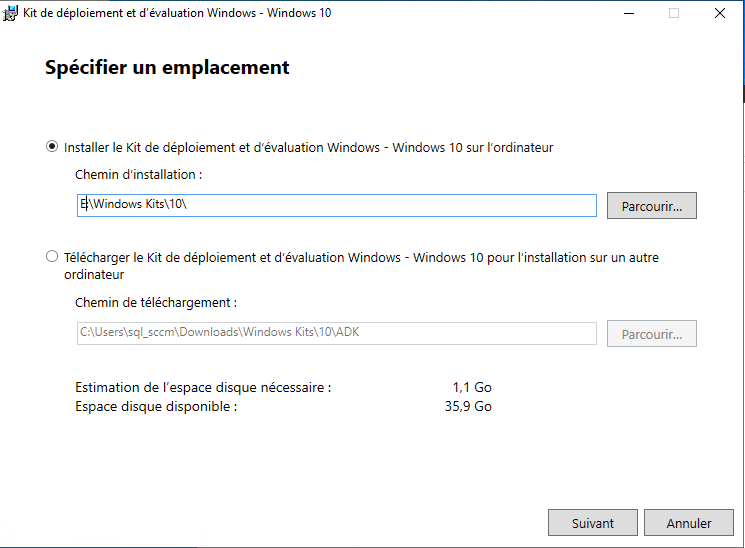 Kit de déploiement et d'évaluation Windows - Windows 10
Spécifier un emplacement
Installer le Kit de déploiement et d'évaluation Windows - Windows 10 sur l'ordinateur
Chemin d'installation :
E:\Windows Kits\10\
Parcourir...
Télécharger le Kit de déploiement et d'évaluation Windows - Windows 10 pour l'installation sur un autre
ordinateur
Chemin de téléchargement :
C:\Users\sql_sccm\Downloads\Windows Kits\10\ADK
Parcourir...
Estimation de l'espace disque nécessaire : 1,1 Go
Espace disque disponible : 35,9 Go
Suivant
Annuler